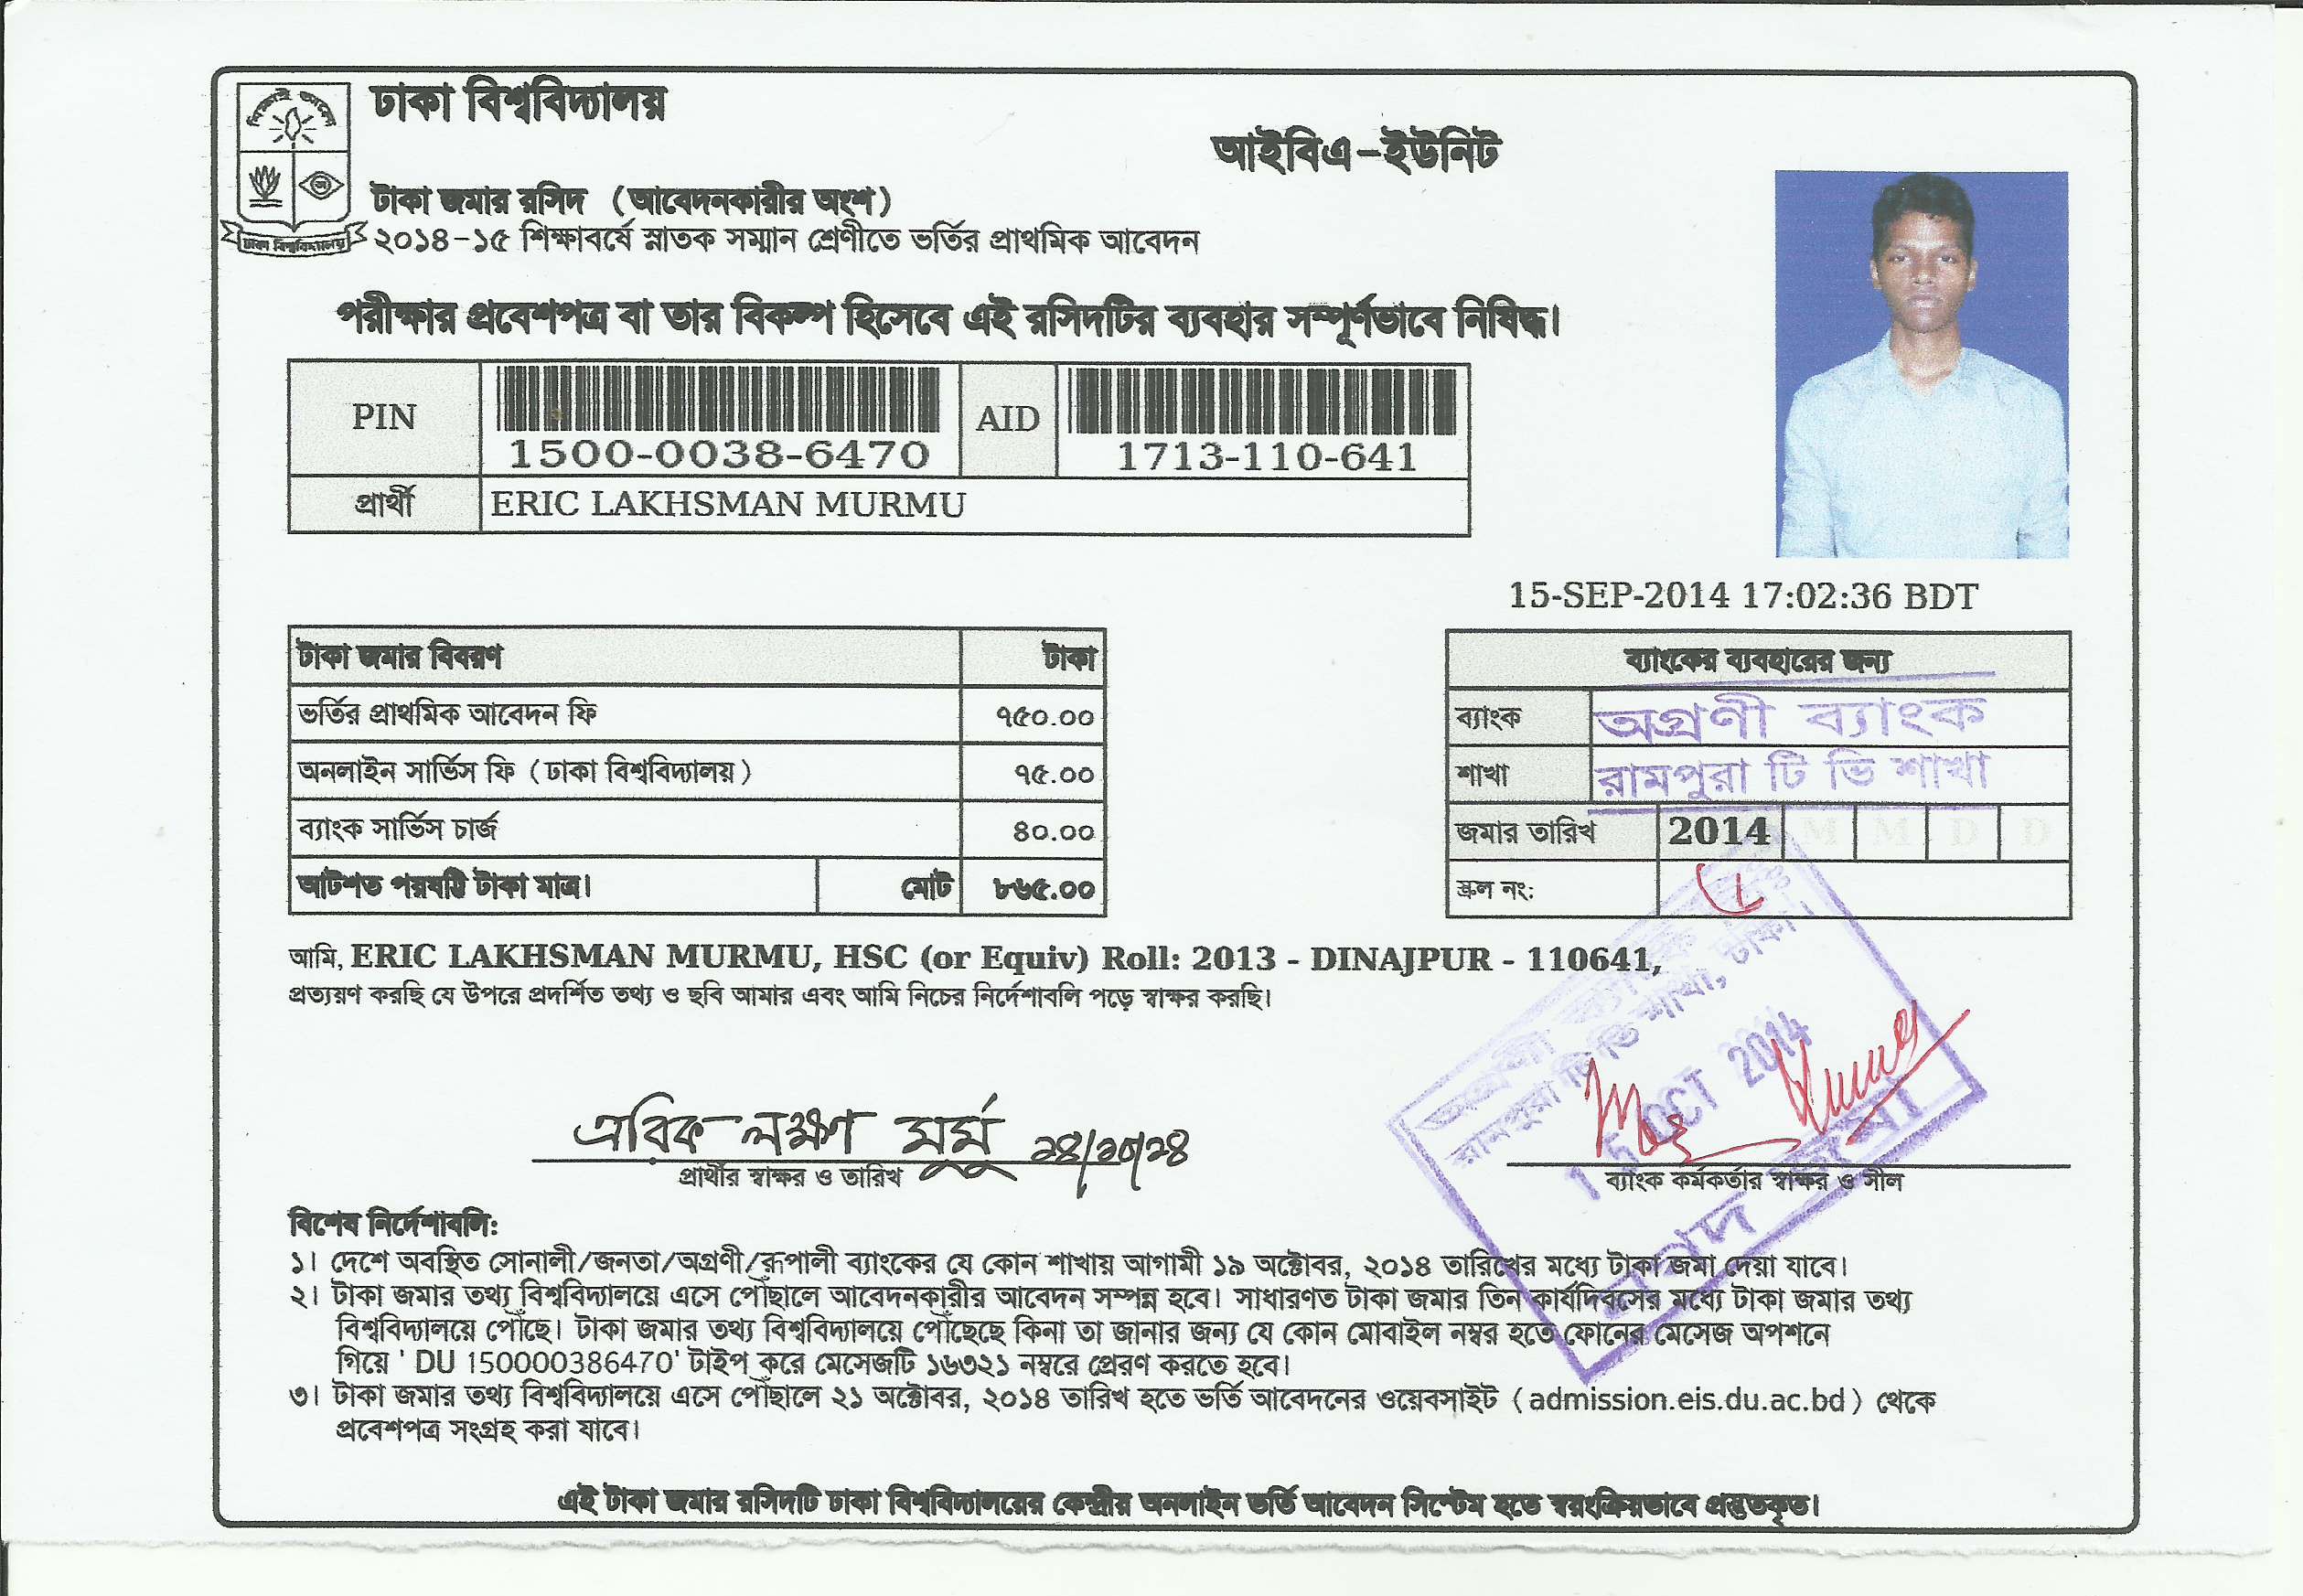 ঢাকা বিশ্ববিদ্যালয়
আইবিএ-ইউনিট
টাকা জমার রসিদ (আবেদনকারীর অংশ)
ঢাকা বিশ্ববিদ্যালয়
২০১৪-১৫ শিক্ষাবর্ষে স্নাতক সম্মান শ্রেণীতে ভর্তির প্রাথমিক আবেদন
পরীক্ষার প্রবেশপত্র বা তার বিকল্প হিসেবে এই রসিদটির ব্যবহার সম্পূর্ণভাবে নিষিদ্ধ।
PIN 1500-0038-6470 AID 1713-110-641
প্রার্থী ERIC LAKHSMAN MURMU
15-SEP-2014 17:02:36 BDT
টাকা জমার বিবরণ টাকা
ভর্তির প্রাথমিক আবেদন ফি ৭৫০.০০
অনলাইন সার্ভিস ফি (ঢাকা বিশ্ববিদ্যালয়) ৭৫.০০
ব্যাংক সার্ভিস চার্জ ৪০.০০
আটশত পয়ষট্টি টাকা মাত্র। মোট ৮৬৫.০০
ব্যাংকের ব্যবহারের জন্য
ব্যাংক অগ্রণী ব্যাংক
শাখা রামপুরা টি ভি শাখা
জমার তারিখ 2014 M M D D
স্ক্রল নং:
আমি, ERIC LAKHSMAN MURMU, HSC (or Equiv) Roll: 2013 - DINAJPUR - 110641,
প্রত্যয়ণ করছি যে উপরে প্রদর্শিত তথ্য ও ছবি আমার এবং আমি নিচের নির্দেশাবলি পড়ে স্বাক্ষর করছি।
রামপুরা টি ভি শাখা, ঢাকা।
15 OCT 2014
নগদ জমা
এরিক লক্ষণ মুর্মু ১৪/১০/১৪
প্রার্থীর স্বাক্ষর ও তারিখ
ব্যাংক কর্মকর্তার স্বাক্ষর ও সীল
বিশেষ নির্দেশাবলি:
১। দেশে অবস্থিত সোনালী/জনতা/অগ্রণী/রূপালী ব্যাংকের যে কোন শাখায় আগামী ১৯ অক্টোবর, ২০১৪ তারিখের মধ্যে টাকা জমা দেয়া যাবে।
২। টাকা জমার তথ্য বিশ্ববিদ্যালয়ে এসে পৌঁছালে আবেদনকারীর আবেদন সম্পন্ন হবে। সাধারণত টাকা জমার তিন কার্যদিবসের মধ্যে টাকা জমার তথ্য
বিশ্ববিদ্যালয়ে পৌঁছে। টাকা জমার তথ্য বিশ্ববিদ্যালয়ে পৌঁছেছে কিনা তা জানার জন্য যে কোন মোবাইল নম্বর হতে ফোনের মেসেজ অপশনে
গিয়ে ' DU 150000386470' টাইপ করে মেসেজটি ১৬৩২১ নম্বরে প্রেরণ করতে হবে।
৩। টাকা জমার তথ্য বিশ্ববিদ্যালয়ে এসে পৌঁছালে ২১ অক্টোবর, ২০১৪ তারিখ হতে ভর্তি আবেদনের ওয়েবসাইট (admission.eis.du.ac.bd) থেকে
প্রবেশপত্র সংগ্রহ করা যাবে।
এই টাকা জমার রসিদটি ঢাকা বিশ্ববিদ্যালয়ের কেন্দ্রীয় অনলাইন ভর্তি আবেদন সিস্টেম হতে স্বয়ংক্রিয়ভাবে প্রস্তুতকৃত।